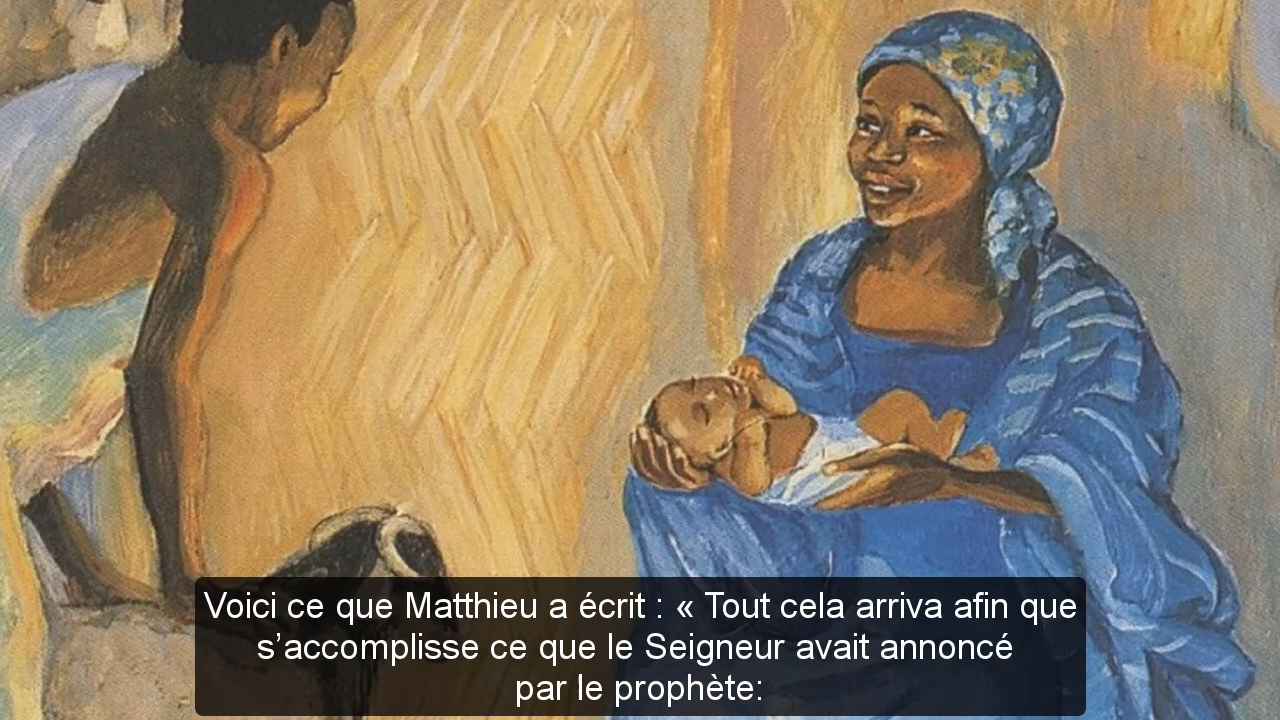 Voici ce que Matthieu a écrit : « Tout cela arriva afin que
s’accomplisse ce que le Seigneur avait annoncé
par le prophète: